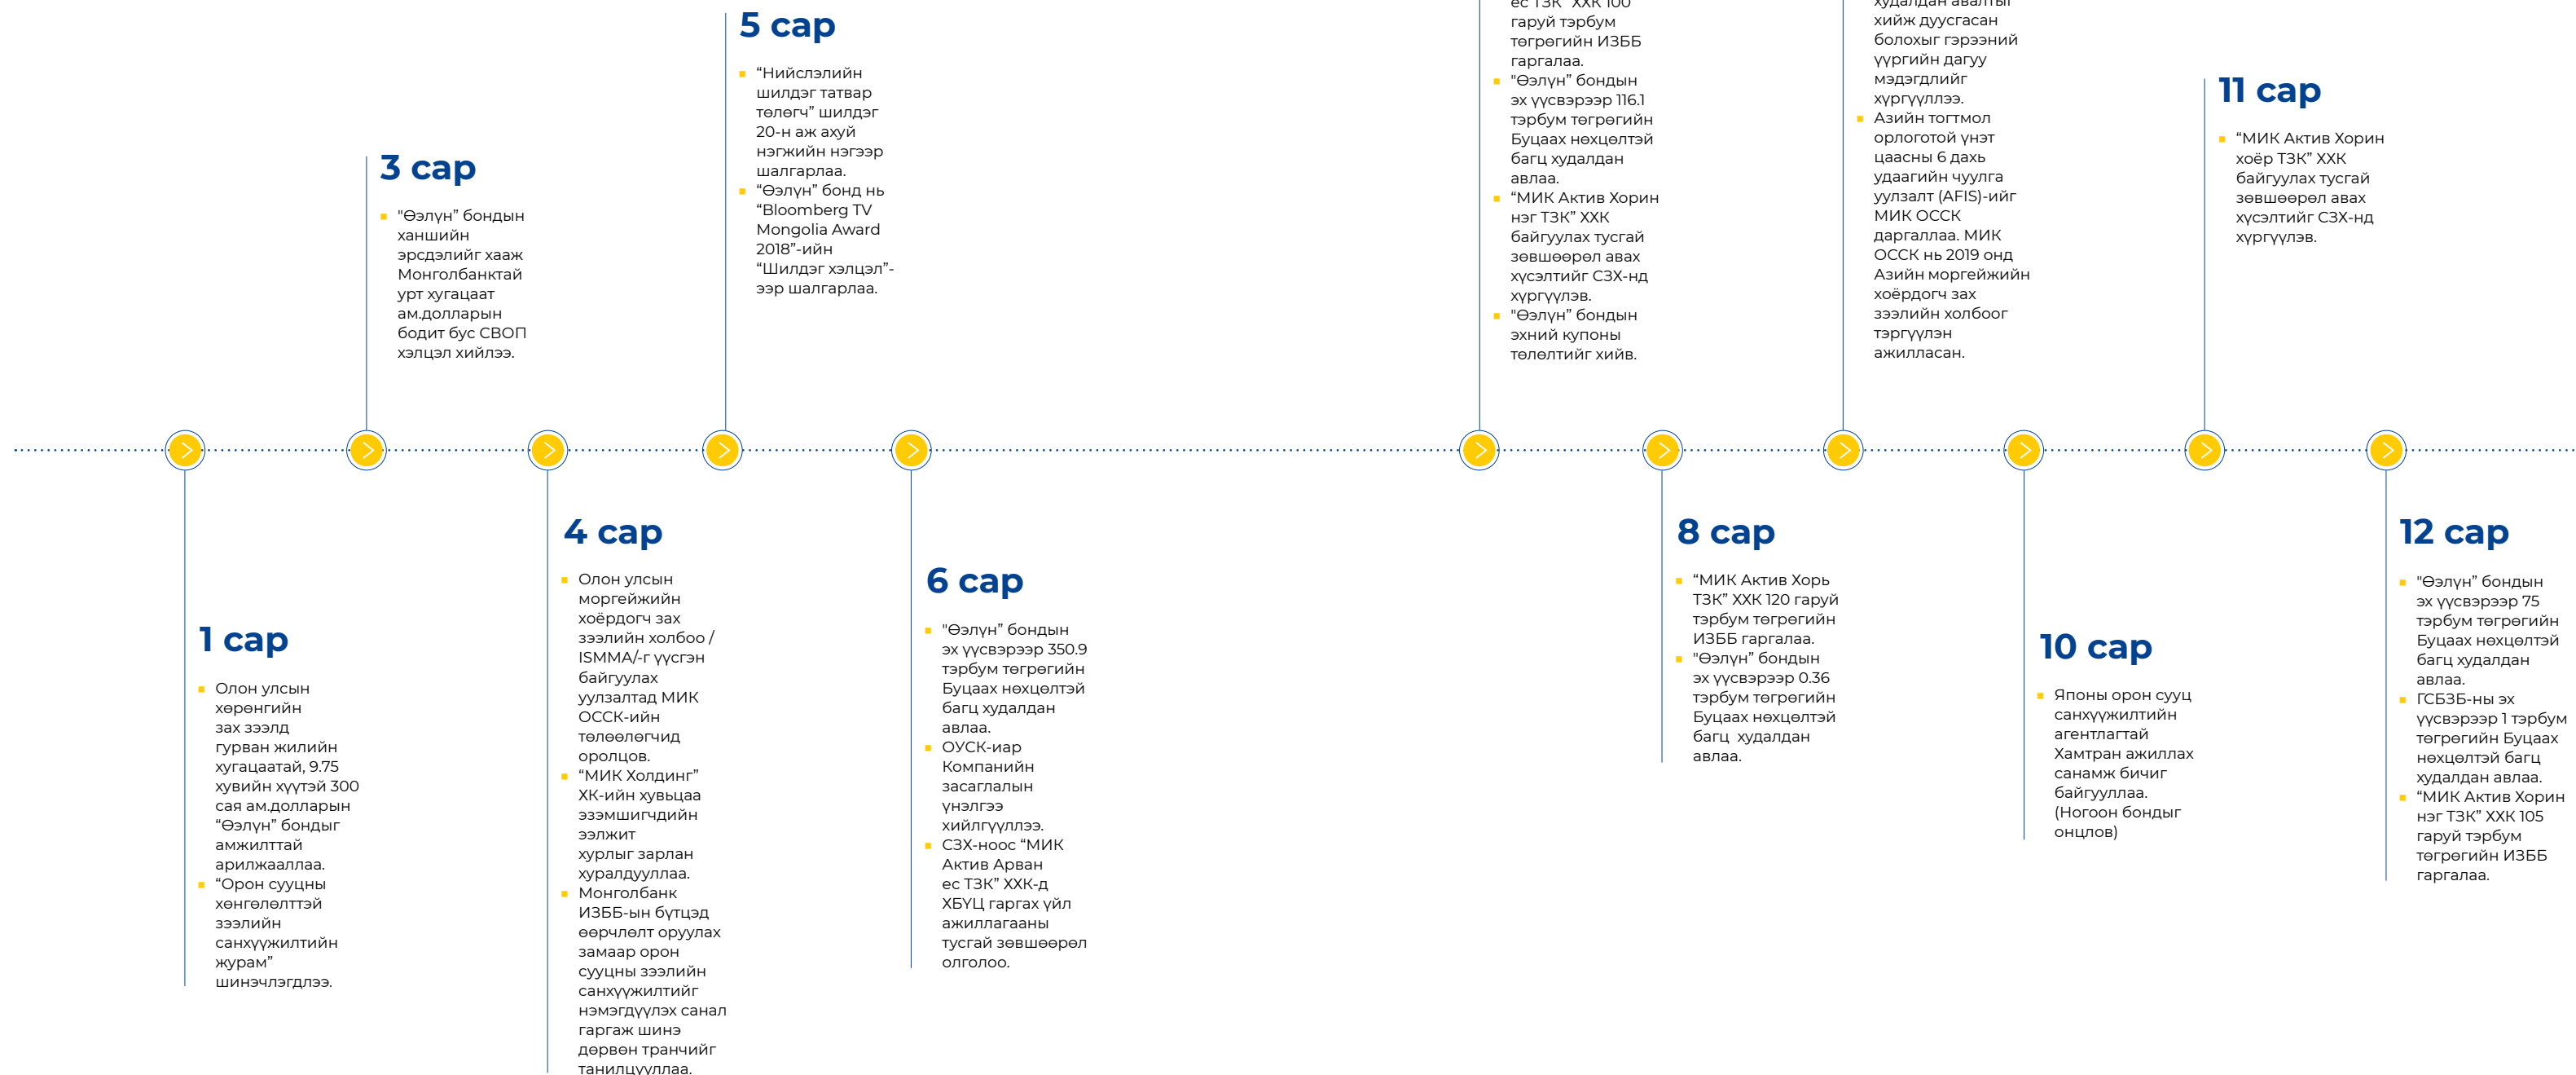 1 сар
Олон улсын
хөрөнгийн
зах зээлд
гурван жилийн
хугацаатай, 9.75
хувийн хүүтэй 300
сая ам.долларын
“Өэлүн” бондыг
амжилттай
арилжааллаа.
“Орон сууцны
хөнгөлөлттэй
зээлийн
санхүүжилтийн
журам”
шинэчлэгдлээ.
3 сар
"Өэлүн” бондын
ханшийн
эрсдэлийг хааж
Монголбанктай
урт хугацаат
ам.долларын
бодит бус СВОП
хэлцэл хийлээ.
4 сар
Олон улсын
моргейжийн
хоёрдогч зах
зээлийн холбоо /
ISMMA/-г үүсгэн
байгуулах
уулзалтад МИК
ОССК-ийн
төлөөлөгчид
оролцов.
“МИК Холдинг”
ХК-ийн хувьцаа
эзэмшигчдийн
ээлжит
хурлыг зарлан
хуралдууллаа.
Монголбанк
ИЗББ-ын бүтцэд
өөрчлөлт оруулах
замаар орон
сууцны зээлийн
санхүүжилтийг
нэмэгдүүлэх санал
гаргаж шинэ
дөрвөн транчийг
танилцууллаа.
5 сар
“Нийслэлийн
шилдэг татвар
төлөгч” шилдэг
20-н аж ахуй
нэгжийн нэгээр
шалгарлаа.
“Өэлүн” бонд нь
“Bloomberg TV
Mongolia Award
2018”-ийн
“Шилдэг хэлцэл”-
ээр шалгарлаа.
6 сар
"Өэлүн” бондын
эх үүсвэрээр 350.9
тэрбум төгрөгийн
Буцаах нөхцөлтэй
багц худалдан
авлаа.
ОУСК-иар
Компанийн
засаглалын
үнэлгээ
хийлгүүллээ.
СЗХ-ноос “МИК
Актив Арван
ес ТЗК” ХХК-д
ХБҮЦ гаргах үйл
ажиллагааны
тусгай зөвшөөрөл
олголоо.
ес ТЗК” ХХК 100
гаруй тэрбум
төгрөгийн ИЗББ
гаргалаа.
"Өэлүн” бондын
эх үүсвэрээр 116.1
тэрбум төгрөгийн
Буцаах нөхцөлтэй
багц худалдан
авлаа.
“МИК Актив Хорин
нэг ТЗК” ХХК
байгуулах тусгай
зөвшөөрөл авах
хүсэлтийг СЗХ-нд
хүргүүлэв.
"Өэлүн” бондын
эхний купоны
төлөлтийг хийв.
8 сар
“МИК Актив Хорь
ТЗК” ХХК 120 гаруй
тэрбум төгрөгийн
ИЗББ гаргалаа.
"Өэлүн” бондын
эх үүсвэрээр 0.36
тэрбум төгрөгийн
Буцаах нөхцөлтэй
багц худалдан
авлаа.
худалдан авалтыг
хийж дуусгасан
болохыг гэрээний
үүргийн дагуу
мэдэгдлийг
хүргүүллээ.
Азийн тогтмол
орлоготой үнэт
цаасны 6 дахь
удаагийн чуулга
уулзалт (AFIS)-ийг
МИК ОССК
даргаллаа. МИК
ОССК нь 2019 онд
Азийн моргейжийн
хоёрдогч зах
зээлийн холбоог
тэргүүлэн
ажилласан.
10 сар
Японы орон сууц
санхүүжилтийн
агентлагтай
Хамтран ажиллах
санамж бичиг
байгууллаа.
(Ногоон бондыг
онцлов)
11 сар
“МИК Актив Хорин
хоёр ТЗК” ХХК
байгуулах тусгай
зөвшөөрөл авах
хүсэлтийг СЗХ-нд
хүргүүлэв.
12 сар
"Өэлүн” бондын
эх үүсвэрээр 75
тэрбум төгрөгийн
Буцаах нөхцөлтэй
багц худалдан
авлаа.
ГСБЗБ-ны эх
үүсвэрээр 1 тэрбум
төгрөгийн Буцаах
нөхцөлтэй багц
худалдан авлаа.
“МИК Актив Хорин
нэг ТЗК” ХХК 105
гаруй тэрбум
төгрөгийн ИЗББ
гаргалаа.